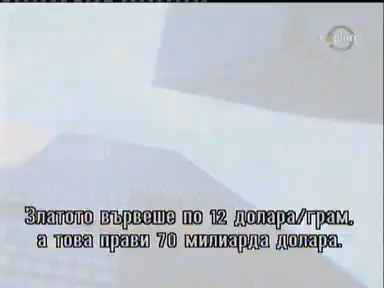 Златото вървеше по 12 долара/грам,
а това прави 70 милиарда долара.